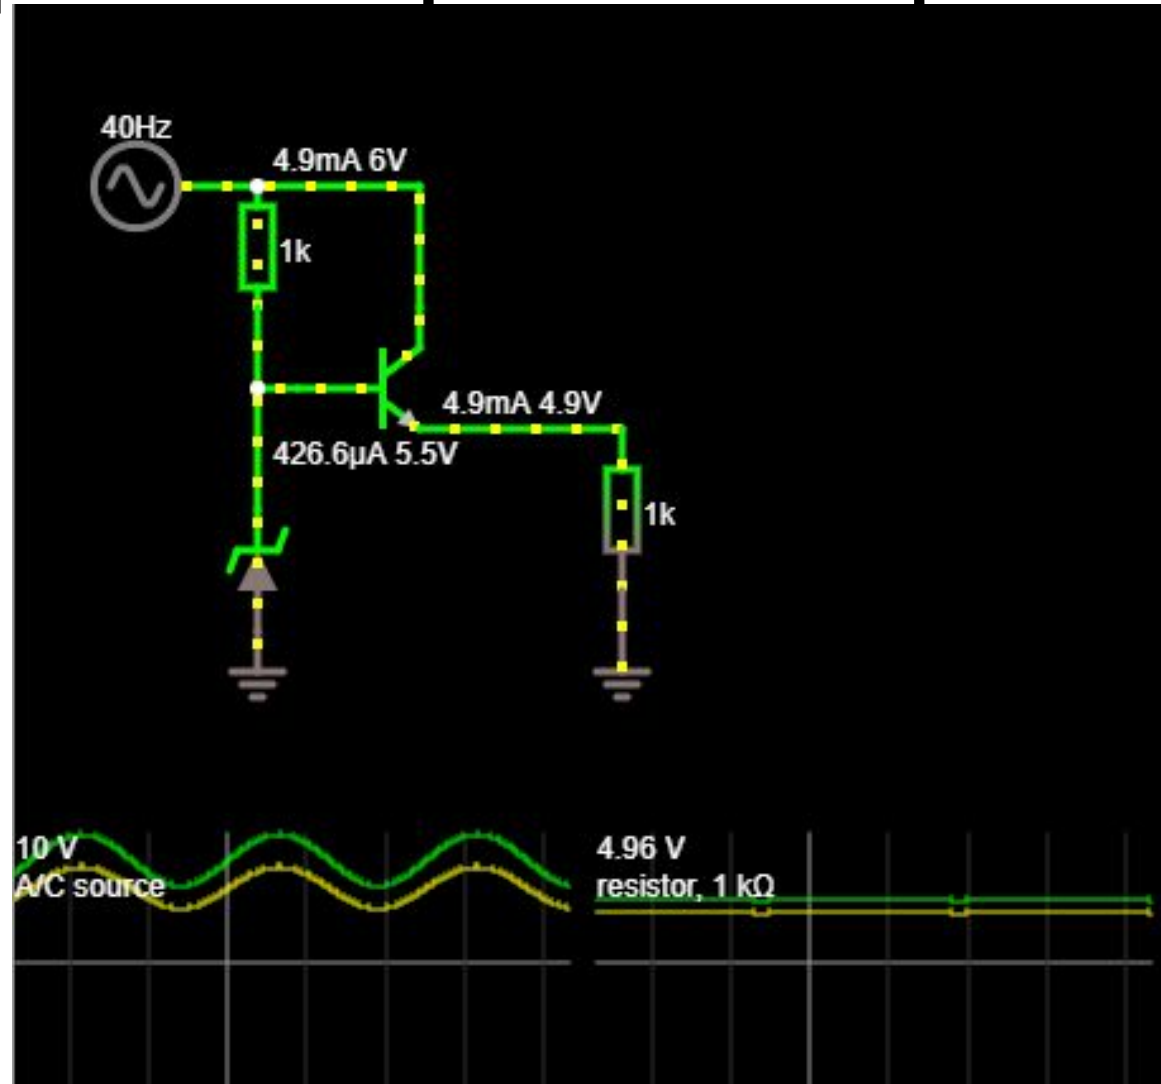 40Hz
4.9mA 6V
1k
4.9mA 4.9V
426.6µA 5.5V
1k
10 V
A/C source
4.96 V
resistor, 1 kΩ